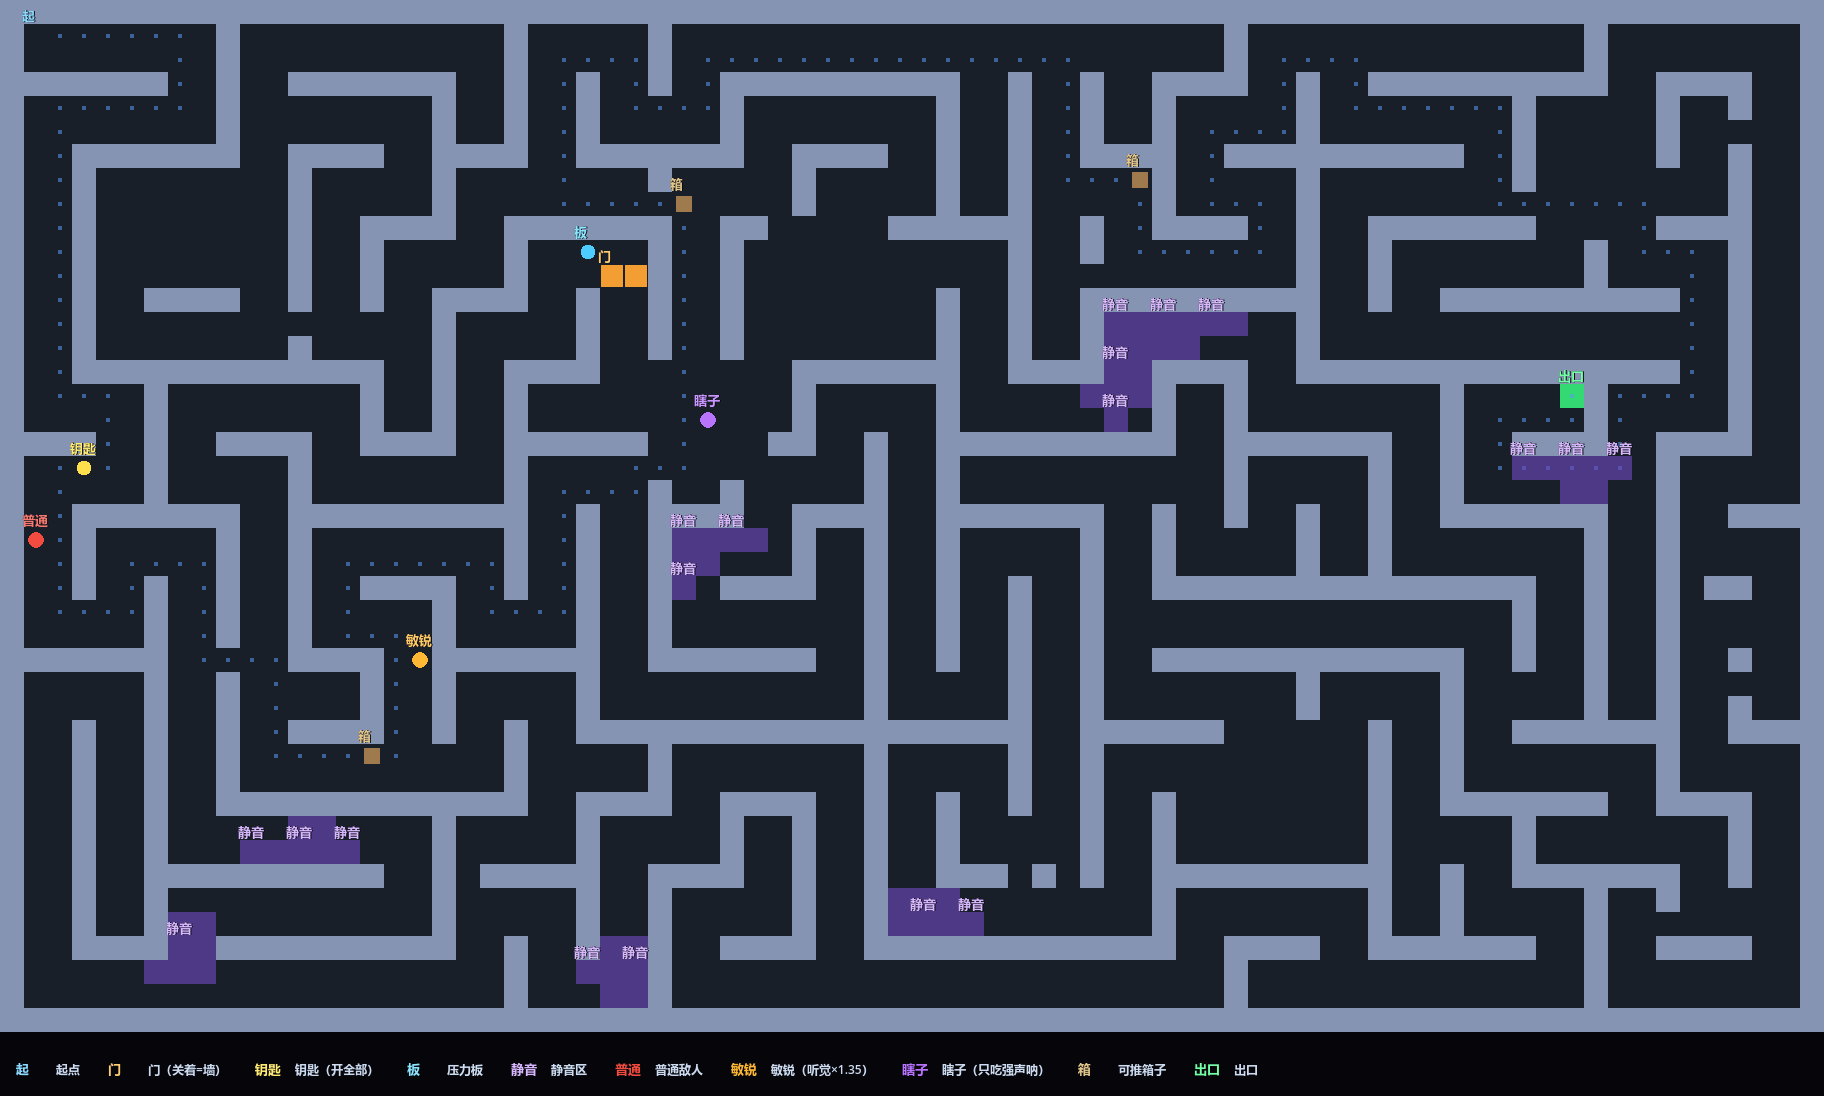 起
箱
箱
板
门
静音 静音 静音
静音
出口
瞎子
静音
钥匙
静音 静音 静音
普通
静音 静音
静音
敏锐
箱
静音 静音 静音
静音 静音
静音
静音 静音
起 起点 门 门（关着=墙） 钥匙 钥匙（开全部） 板 压力板 静音 静音区 普通 普通敌人 敏锐 敏锐（听觉×1.35） 瞎子 瞎子（只吃强声呐） 箱 可推箱子 出口 出口